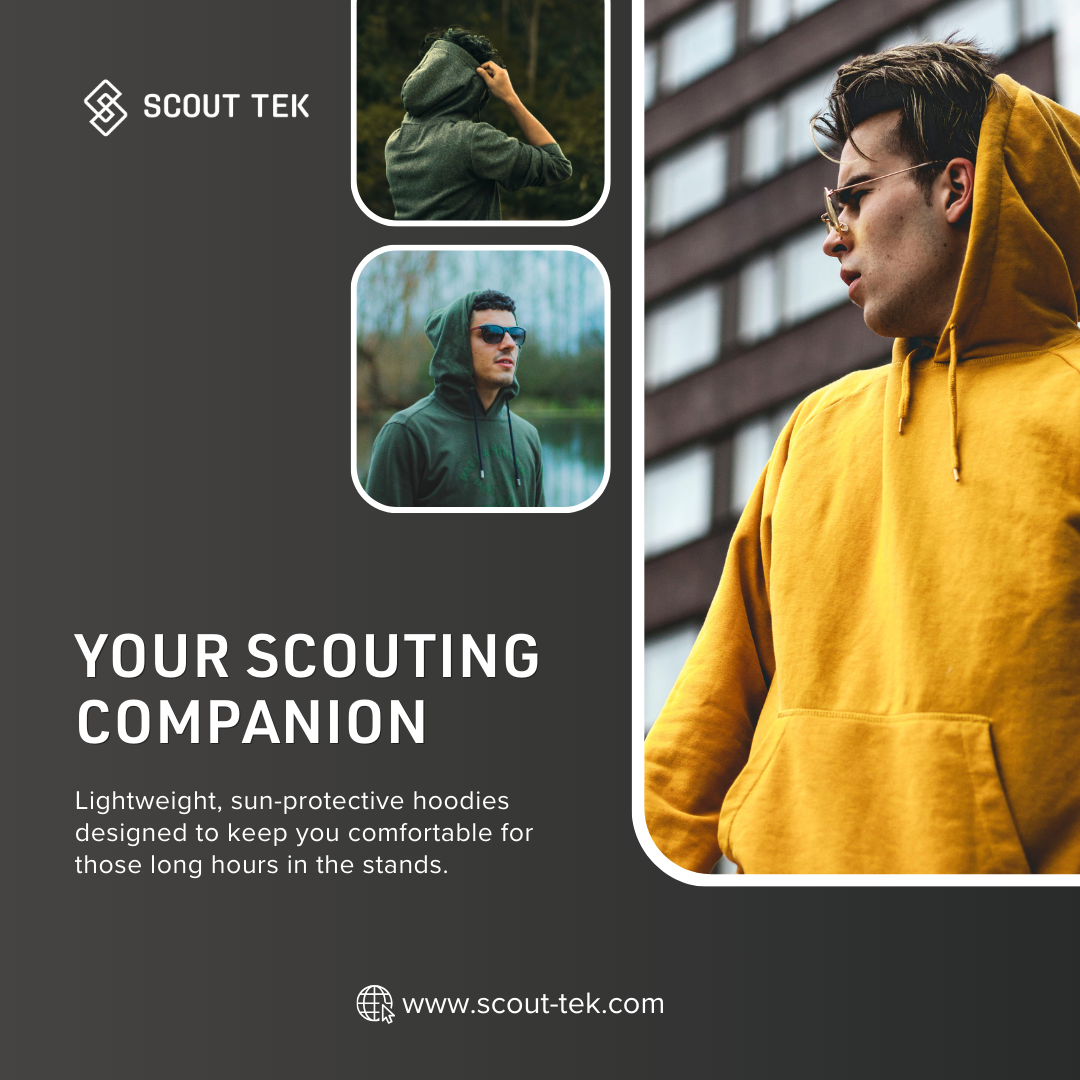 SCOUT TEK
YOUR SCOUTING
COMPANION
Lightweight, sun-protective hoodies
designed to keep you comfortable for
those long hours in the stands.
www.scout-tek.com